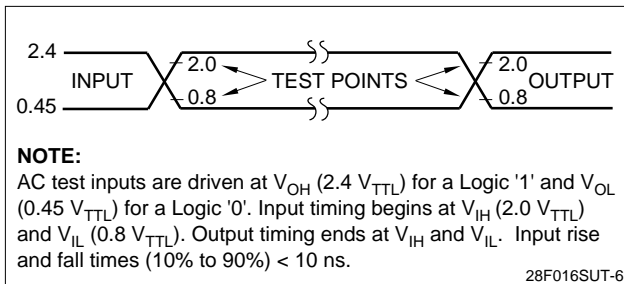 2.4
2.0 2.0
INPUT TEST POINTS OUTPUT
0.8 0.8
0.45
NOTE:
AC test inputs are driven at VOH (2.4 VTTL) for a Logic '1' and VOL
(0.45 VTTL) for a Logic '0'. Input timing begins at VIH (2.0 VTTL)
and VIL (0.8 VTTL). Output timing ends at VIH and VIL. Input rise
and fall times (10% to 90%) < 10 ns.
28F016SUT-6